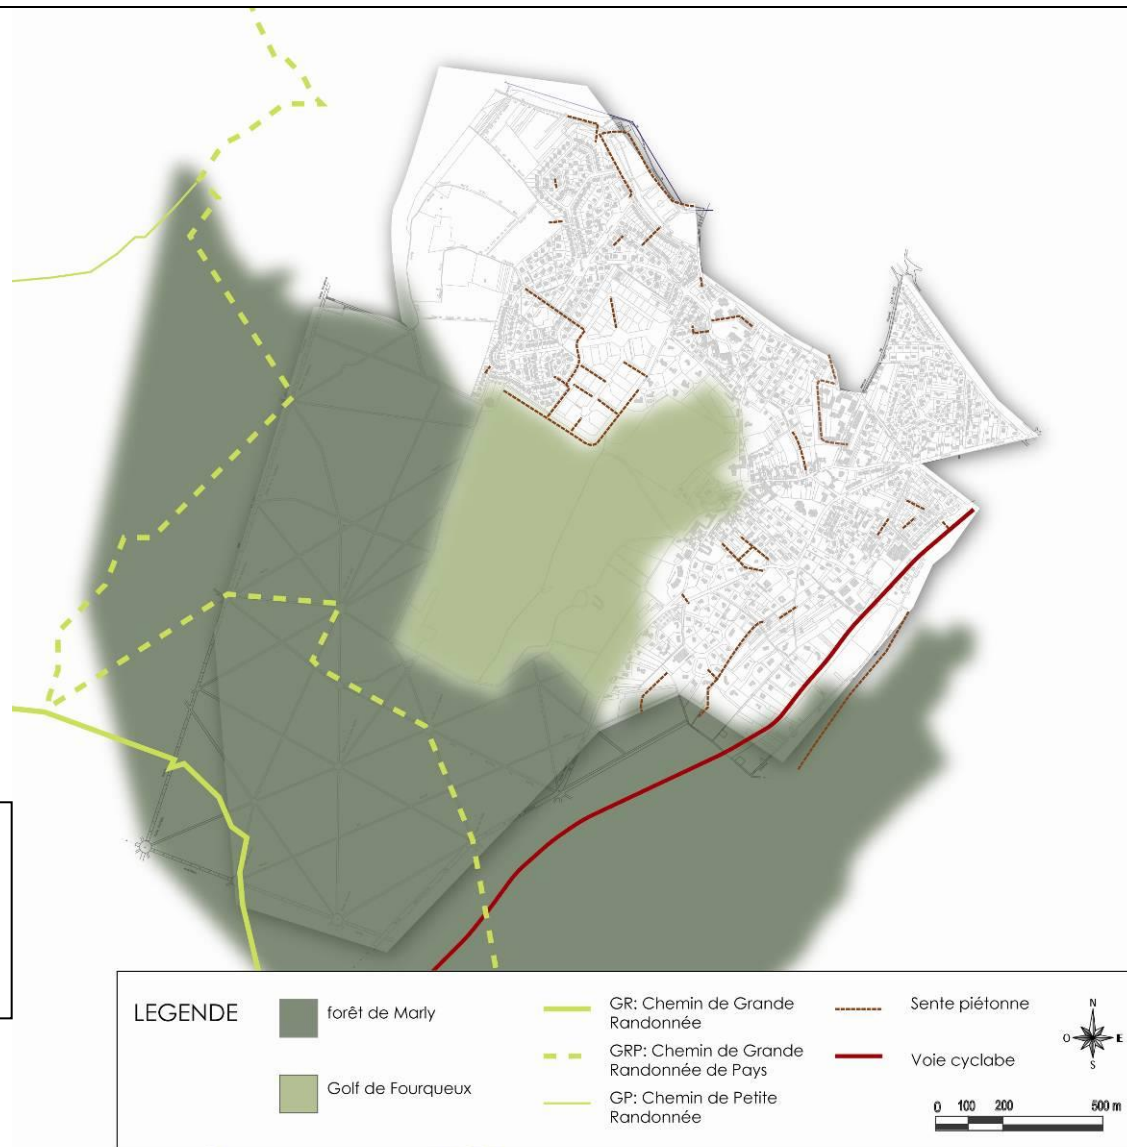 LEGENDE
forêt de Marly
Golf de Fourqueux
GR: Chemin de Grande
Randonnée
GRP: Chemin de Grande
Randonnée de Pays
GP: Chemin de Petite
Randonnée
Sente piétonne
Voie cyclabe
N
O E
S
0 100 200 500 m